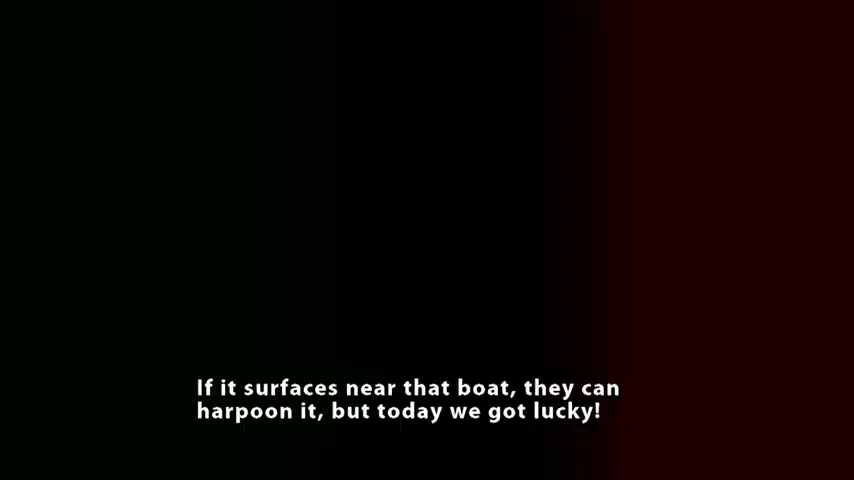 If it surfaces near that boat, they can
harpoon it, but today we got lucky!